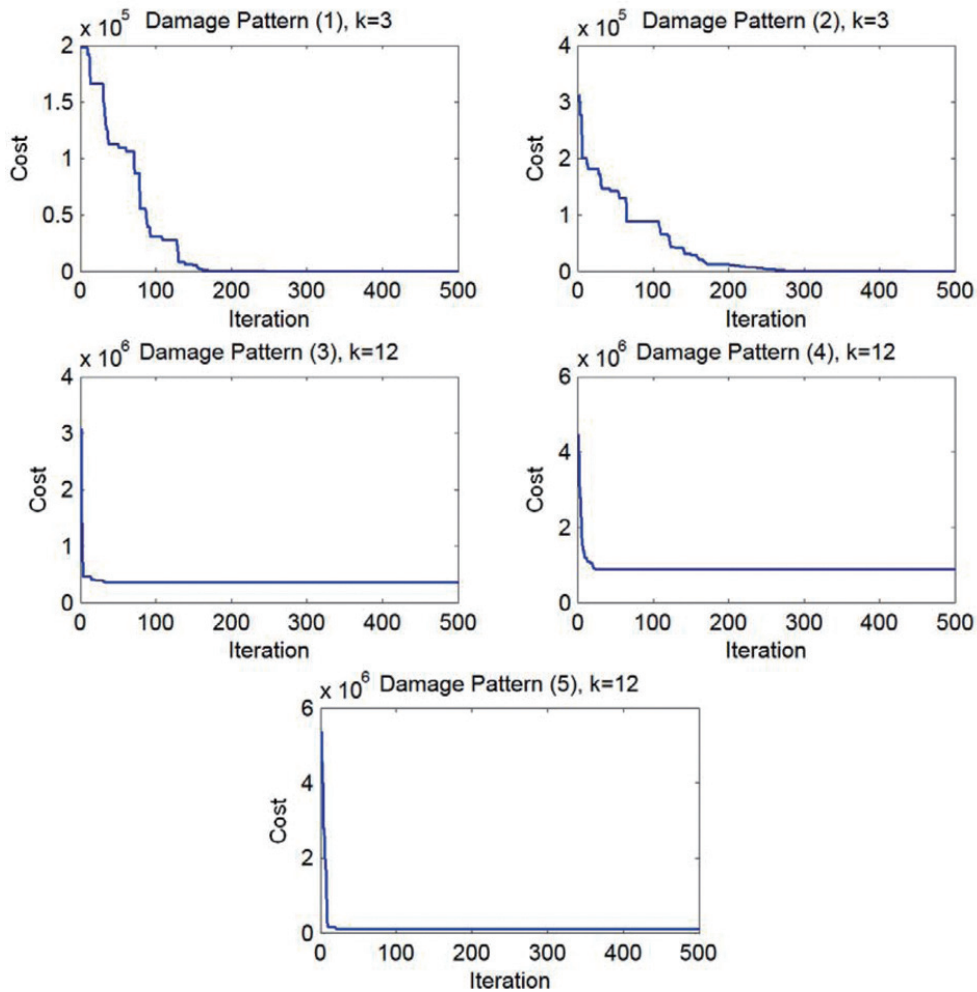 Damage Pattern (1), k=3
x 10^5
2
1.5
1
0.5
0
Cost
0 100 200 300 400 500
Iteration
Damage Pattern (2), k=3
x 10^5
4
3
2
1
0
Cost
0 100 200 300 400 500
Iteration
x 10^6 Damage Pattern (3), k=12
4
3
2
1
0
Cost
0 100 200 300 400 500
Iteration
x 10^6 Damage Pattern (4), k=12
6
4
2
0
Cost
0 100 200 300 400 500
Iteration
x 10^6 Damage Pattern (5), k=12
6
4
2
0
Cost
0 100 200 300 400 500
Iteration